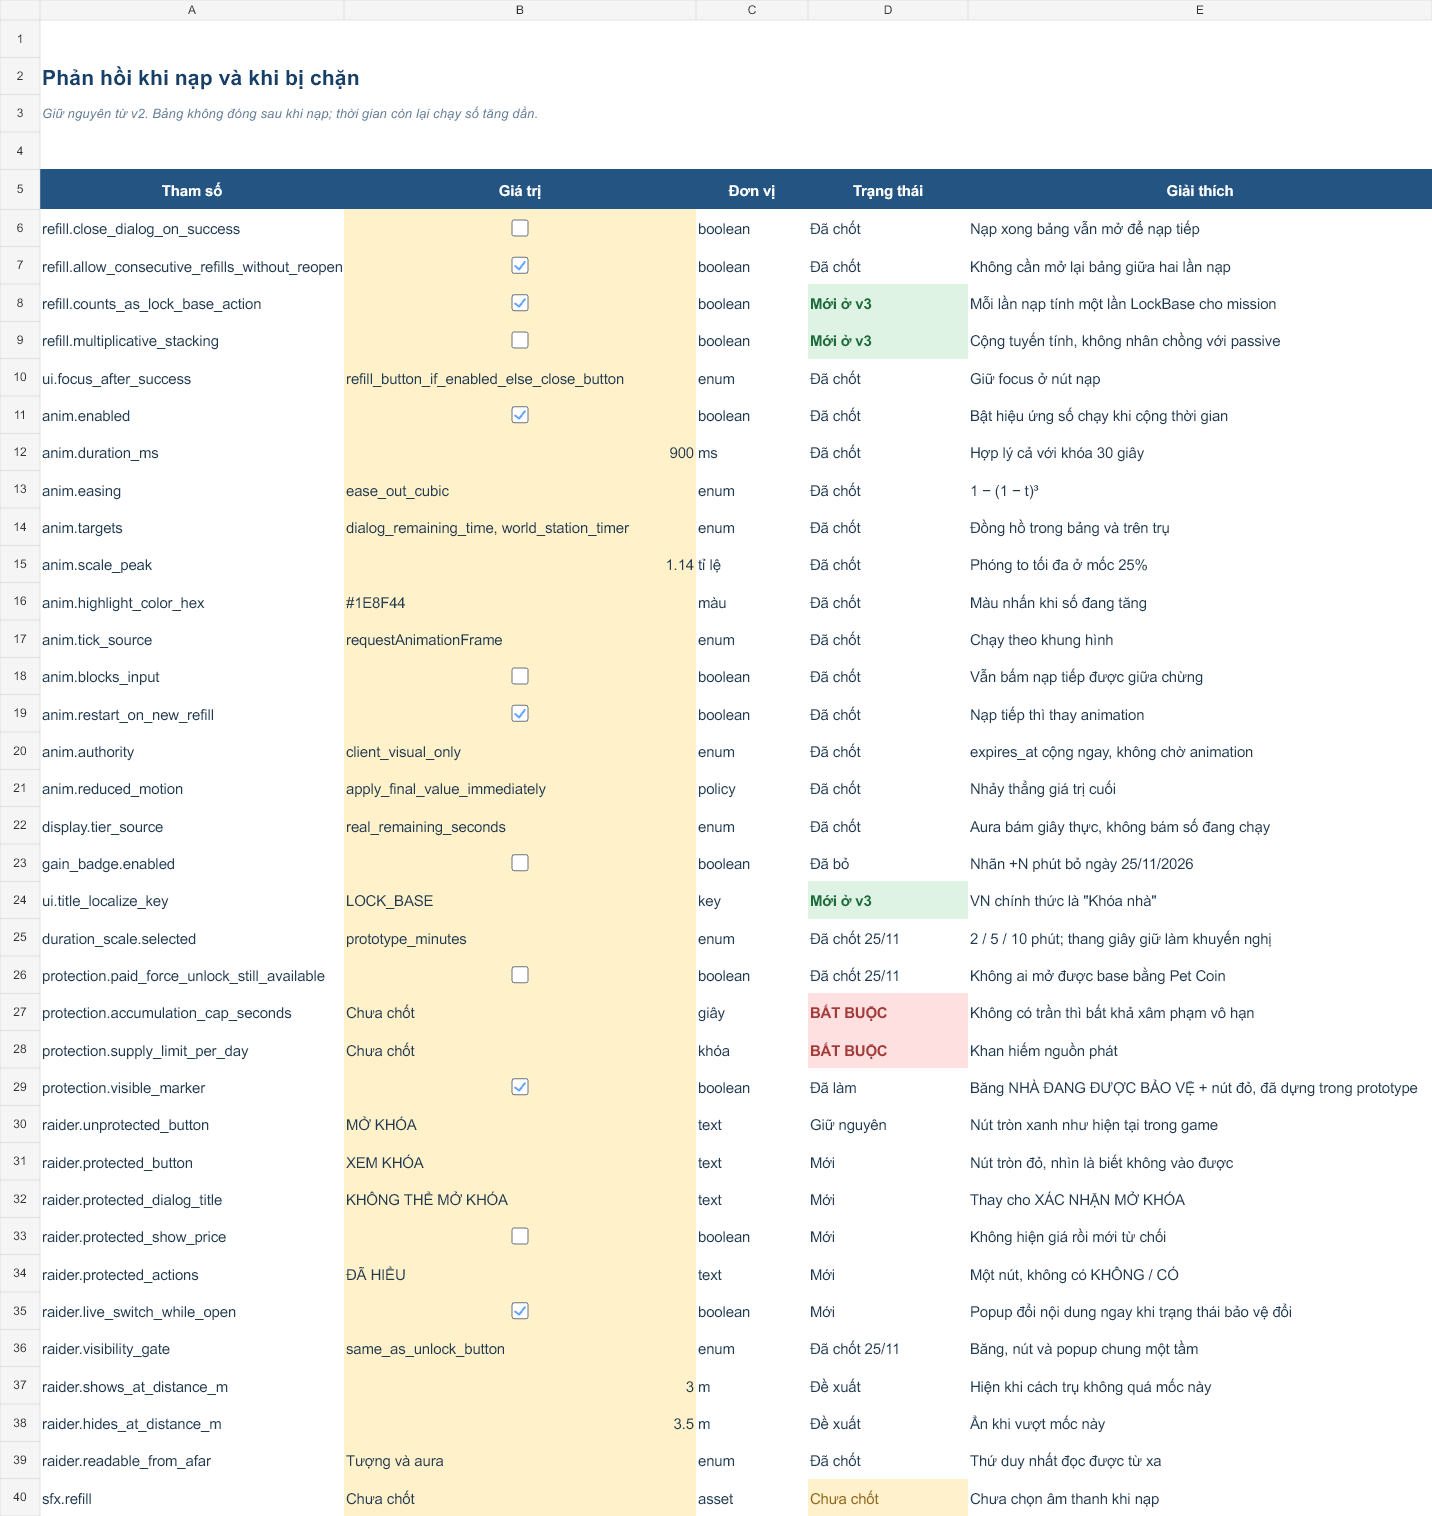 A B C D E
1
2 Phản hồi khi nạp và khi bị chặn
3 Giữ nguyên từ v2. Bảng không đóng sau khi nạp; thời gian còn lại chạy số tăng dần.
4
5 Tham số Giá trị Đơn vị Trạng thái Giải thích
6 refill.close_dialog_on_success boolean Đã chốt Nạp xong bảng vẫn mở để nạp tiếp
7 refill.allow_consecutive_refills_without_reopen boolean Đã chốt Không cần mở lại bảng giữa hai lần nạp
8 refill.counts_as_lock_base_action boolean Mới ở v3 Mỗi lần nạp tính một lần LockBase cho mission
9 refill.multiplicative_stacking boolean Mới ở v3 Cộng tuyến tính, không nhân chồng với passive
10 ui.focus_after_success refill_button_if_enabled_else_close_button enum Đã chốt Giữ focus ở nút nạp
11 anim.enabled boolean Đã chốt Bật hiệu ứng số chạy khi cộng thời gian
12 anim.duration_ms 900 ms Đã chốt Hợp lý cả với khóa 30 giây
13 anim.easing ease_out_cubic enum Đã chốt 1 − (1 − t)³
14 anim.targets dialog_remaining_time, world_station_timer enum Đã chốt Đồng hồ trong bảng và trên trụ
15 anim.scale_peak 1.14 tỉ lệ Đã chốt Phóng to tối đa ở mốc 25%
16 anim.highlight_color_hex #1E8F44 màu Đã chốt Màu nhấn khi số đang tăng
17 anim.tick_source requestAnimationFrame enum Đã chốt Chạy theo khung hình
18 anim.blocks_input boolean Đã chốt Vẫn bấm nạp tiếp được giữa chừng
19 anim.restart_on_new_refill boolean Đã chốt Nạp tiếp thì thay animation
20 anim.authority client_visual_only enum Đã chốt expires_at cộng ngay, không chờ animation
21 anim.reduced_motion apply_final_value_immediately policy Đã chốt Nhảy thẳng giá trị cuối
22 display.tier_source real_remaining_seconds enum Đã chốt Aura bám giây thực, không bám số đang chạy
23 gain_badge.enabled boolean Đã bỏ Nhãn +N phút bỏ ngày 25/11/2026
24 ui.title_localize_key LOCK_BASE key Mới ở v3 VN chính thức là "Khóa nhà"
25 duration_scale.selected prototype_minutes enum Đã chốt 25/11 2 / 5 / 10 phút; thang giây giữ làm khuyến nghị
26 protection.paid_force_unlock_still_available boolean Đã chốt 25/11 Không ai mở được base bằng Pet Coin
27 protection.accumulation_cap_seconds Chưa chốt giây BẮT BUỘC Không có trần thì bất khả xâm phạm vô hạn
28 protection.supply_limit_per_day Chưa chốt khóa BẮT BUỘC Khan hiếm nguồn phát
29 protection.visible_marker boolean Đã làm Băng NHÀ ĐANG ĐƯỢC BẢO VỆ + nút đỏ, đã dựng trong prototype
30 raider.unprotected_button MỞ KHÓA text Giữ nguyên Nút tròn xanh như hiện tại trong game
31 raider.protected_button XEM KHÓA text Mới Nút tròn đỏ, nhìn là biết không vào được
32 raider.protected_dialog_title KHÔNG THỂ MỞ KHÓA text Mới Thay cho XÁC NHẬN MỞ KHÓA
33 raider.protected_show_price boolean Mới Không hiện giá rồi mới từ chối
34 raider.protected_actions ĐÃ HIỂU text Mới Một nút, không có KHÔNG / CÓ
35 raider.live_switch_while_open boolean Mới Popup đổi nội dung ngay khi trạng thái bảo vệ đổi
36 raider.visibility_gate same_as_unlock_button enum Đã chốt 25/11 Băng, nút và popup chung một tầm
37 raider.shows_at_distance_m 3 m Đề xuất Hiện khi cách trụ không quá mốc này
38 raider.hides_at_distance_m 3.5 m Đề xuất Ẩn khi vượt mốc này
39 raider.readable_from_afar Tượng và aura enum Đã chốt Thứ duy nhất đọc được từ xa
40 sfx.refill Chưa chốt asset Chưa chốt Chưa chọn âm thanh khi nạp